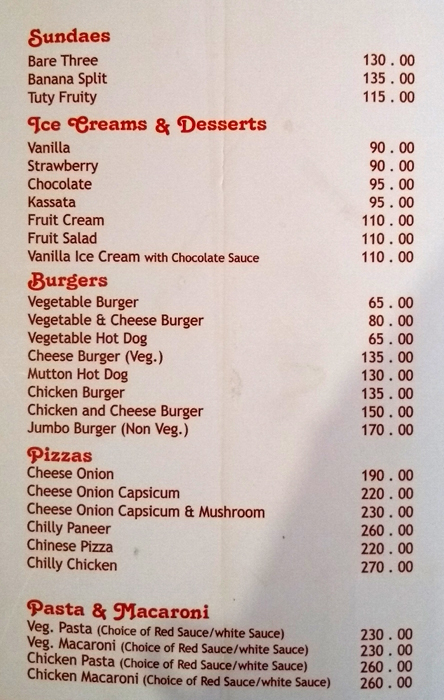 Sundaes
Bare Three 130 . 00
Banana Split 135 . 00
Tuty Fruity 115 . 00
Ice Creams & Desserts
Vanilla 90 . 00
Strawberry 90 . 00
Chocolate 95 . 00
Kassata 95 . 00
Fruit Cream 110 . 00
Fruit Salad 110 . 00
Vanilla Ice Cream with Chocolate Sauce 110 . 00
Burgers
Vegetable Burger 65 . 00
Vegetable & Cheese Burger 80 . 00
Vegetable Hot Dog 65 . 00
Cheese Burger (Veg.) 135 . 00
Mutton Hot Dog 130 . 00
Chicken Burger 135 . 00
Chicken and Cheese Burger 150 . 00
Jumbo Burger (Non Veg.) 170 . 00
Pizzas
Cheese Onion 190 . 00
Cheese Onion Capsicum 220 . 00
Cheese Onion Capsicum & Mushroom 230 . 00
Chilly Paneer 260 . 00
Chinese Pizza 220 . 00
Chilly Chicken 270 . 00
Pasta & Macaroni
Veg. Pasta (Choice of Red Sauce/white Sauce) 230 . 00
Veg. Macaroni (Choice of Red Sauce/white Sauce) 230 . 00
Chicken Pasta (Choice of Red Sauce/white Sauce) 260 . 00
Chicken Macaroni (Choice of Red Sauce/white Sauce) 260 . 00